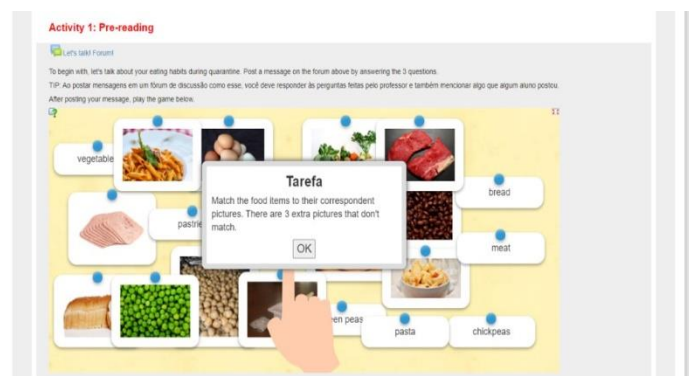 Activity 1: Pre-reading
Let's talk! Forum!
To begin with, let's talk about your eating habits during quarantine. Post a message on the forum above by answering the 3 questions.
TIP: Ao postar mensagens em um fórum de discussão como esse, você deve responder às perguntas feitas pelo professor e também mencionar algo que algum aluno postou.
After posting your message, play the game below.
vegetable
Tarefa
Match the food items to their correspondent
pictures. There are 3 extra pictures that don't
match.
OK
bread
pastrie
meat
een peas
pasta
chickpeas